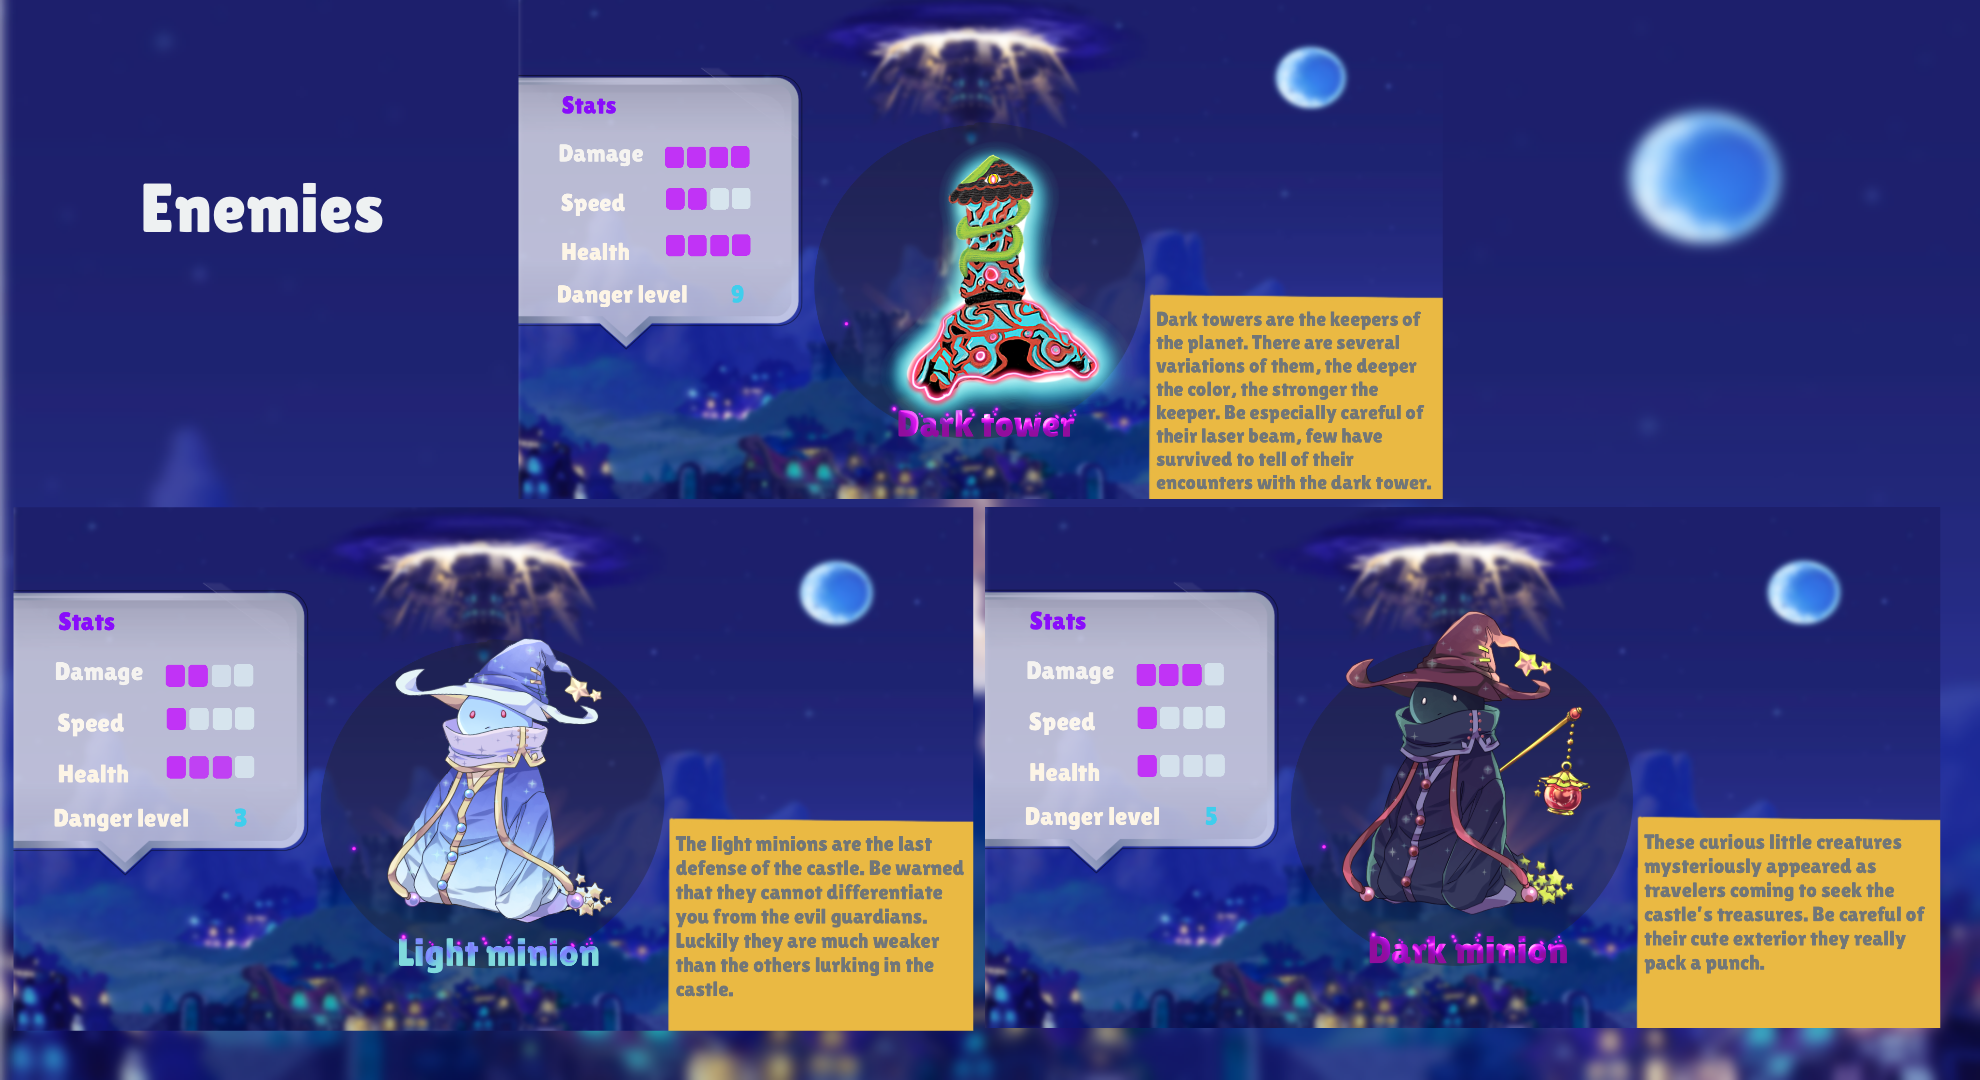 Enemies
Stats
Damage
Speed
Health
Danger level 9
Dark tower
Dark towers are the keepers of
the planet. There are several
variations of them, the deeper
the color, the stronger the
keeper. Be especially careful of
their laser beam, few have
survived to tell of their
encounters with the dark tower.
Stats
Damage
Speed
Health
Danger level 3
Light minion
The light minions are the last
defense of the castle. Be warned
that they cannot differentiate
you from the evil guardians.
Luckily they are much weaker
than the others lurking in the
castle.
Stats
Damage
Speed
Health
Danger level 5
Dark minion
These curious little creatures
mysteriously appeared as
travelers coming to seek the
castle's treasures. Be careful of
their cute exterior they really
pack a punch.